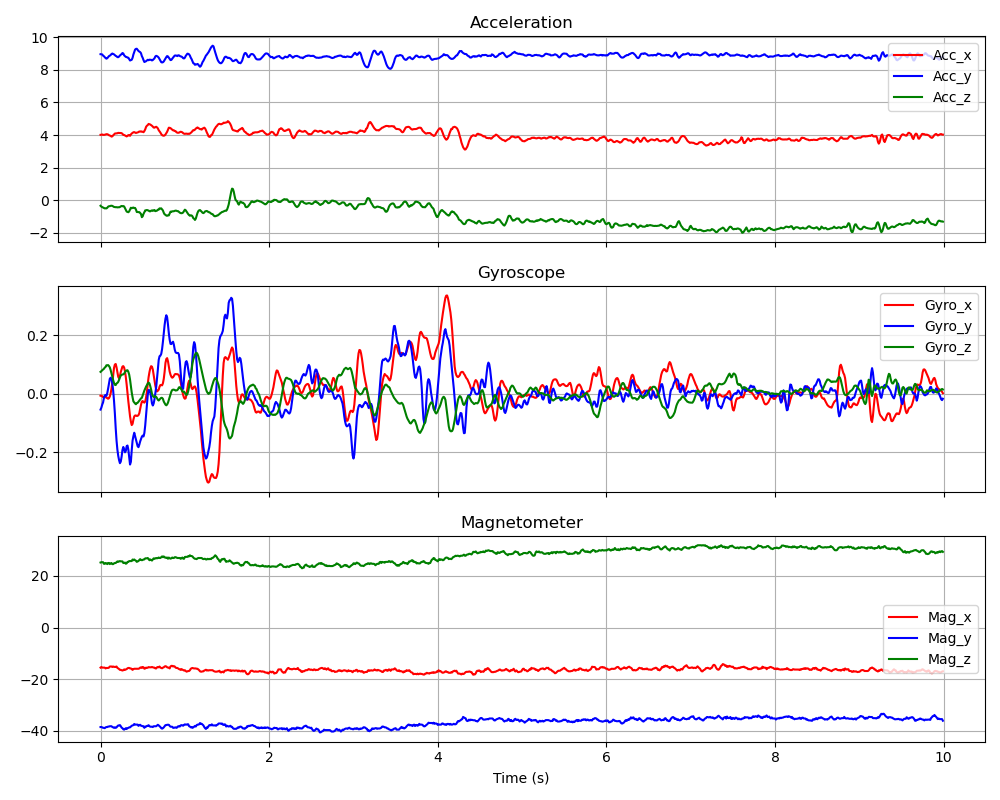 Acceleration
10
8
6
4
2
0
−2
Acc_x
Acc_y
Acc_z
Gyroscope
0.2
0.0
−0.2
Gyro_x
Gyro_y
Gyro_z
Magnetometer
20
0
−20
−40
Mag_x
Mag_y
Mag_z
0 2 4 6 8 10
Time (s)